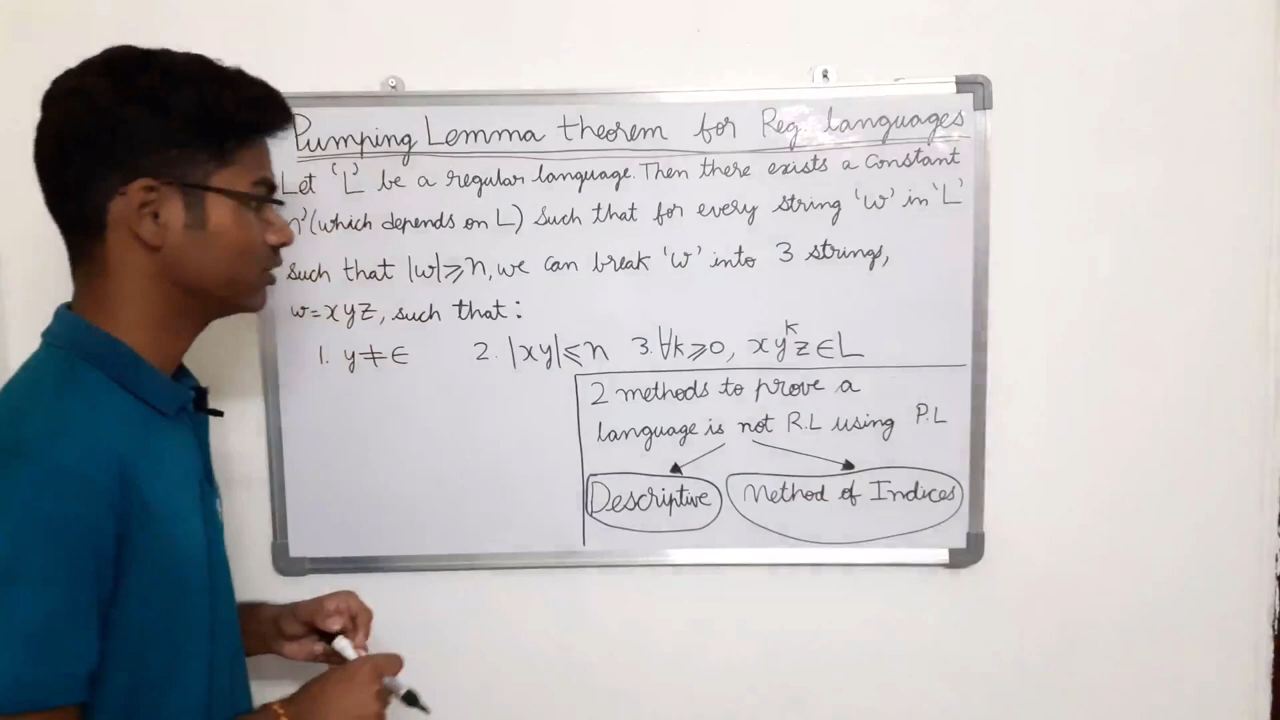 Pumping Lemma theorem for Reg. languages
Let 'L' be a regular language. Then there exists a constant
n' (which depends on L) such that for every string 'w' in 'L'
such that |w|⩾n, we can break 'w' into 3 strings,
w=xyz, such that:
1. y≠∈ 2. |xy|⩽n 3. ∀k⩾0, xyᵏz∈L
2 methods to prove a
language is not R.L using P.L
Descriptive Method of Indices